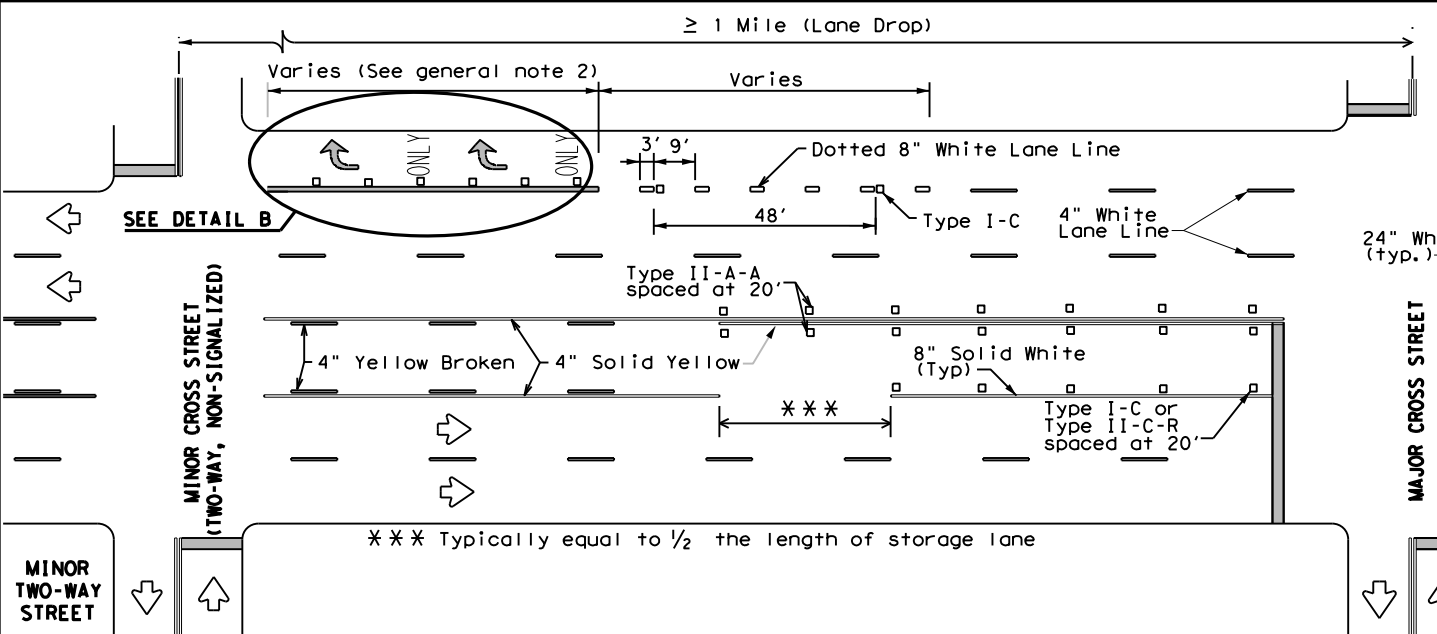 ≥ 1 Mile (Lane Drop)
Varies (See general note 2)
Varies
ONLY
ONLY
3' 9'
Dotted 8" White Lane Line
SEE DETAIL B
48'
Type I-C
4" White
Lane Line
24" Wh
(typ.)
Type II-A-A
spaced at 20'
MINOR CROSS STREET
(TWO-WAY, NON-SIGNALIZED)
4" Yellow Broken
4" Solid Yellow
8" Solid White
(Typ)
***
Type I-C or
Type II-C-R
spaced at 20'
MAJOR CROSS STREET
*** Typically equal to 1/2 the length of storage lane
MINOR
TWO-WAY
STREET